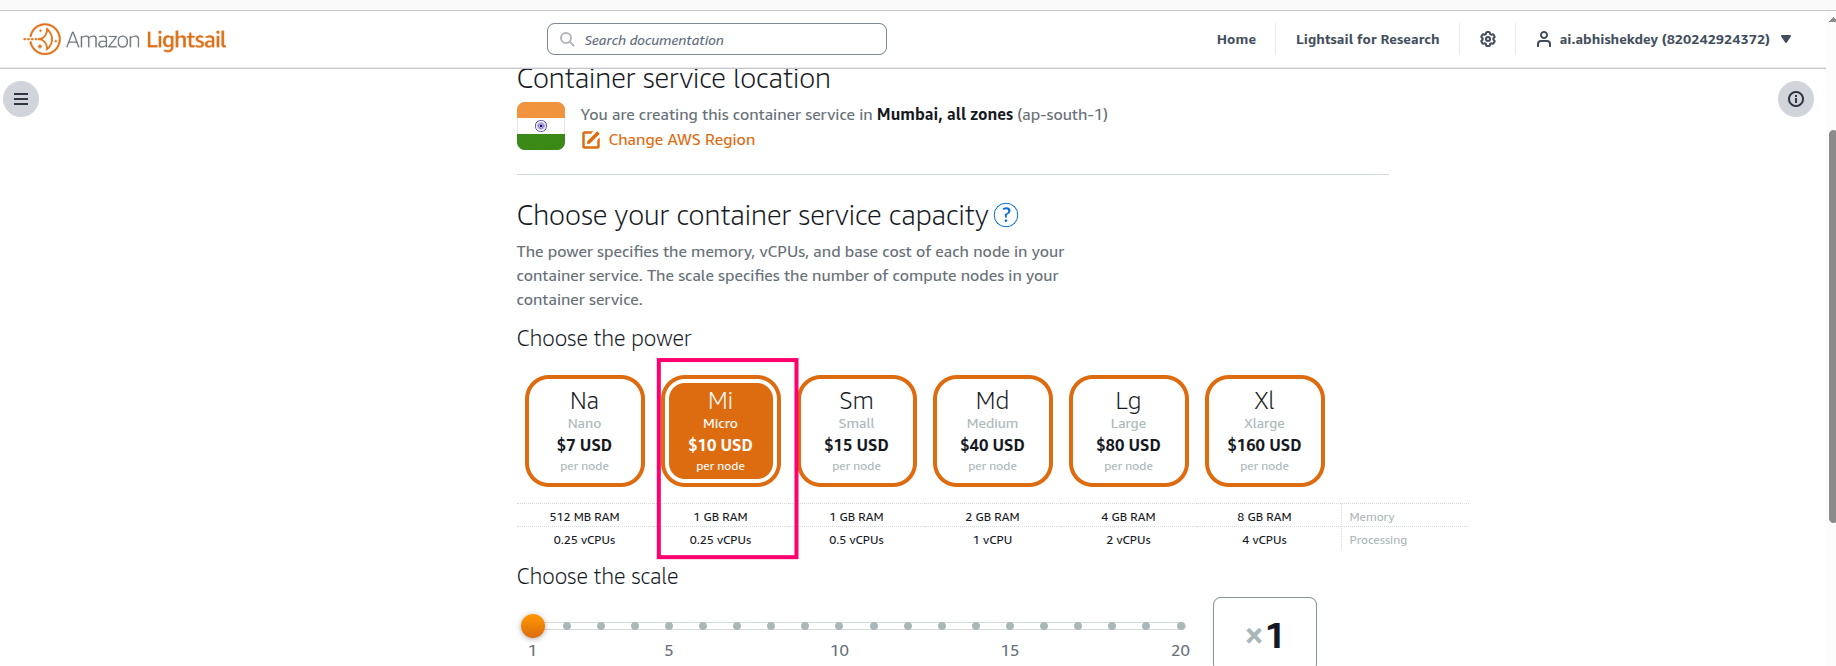 Amazon Lightsail
Search documentation
Home
Lightsail for Research
ai.abhishekdey (820242924372)
Container service location
You are creating this container service in Mumbai, all zones (ap-south-1)
Change AWS Region
Choose your container service capacity ?
The power specifies the memory, vCPUs, and base cost of each node in your
container service. The scale specifies the number of compute nodes in your
container service.
Choose the power
Na Mi Sm Md Lg Xl
Nano Micro Small Medium Large Xlarge
$7 USD $10 USD $15 USD $40 USD $80 USD $160 USD
per node per node per node per node per node per node
512 MB RAM 1 GB RAM 1 GB RAM 2 GB RAM 4 GB RAM 8 GB RAM Memory
0.25 vCPUs 0.25 vCPUs 0.5 vCPUs 1 vCPU 2 vCPUs 4 vCPUs Processing
Choose the scale
×1
1 5 10 15 20